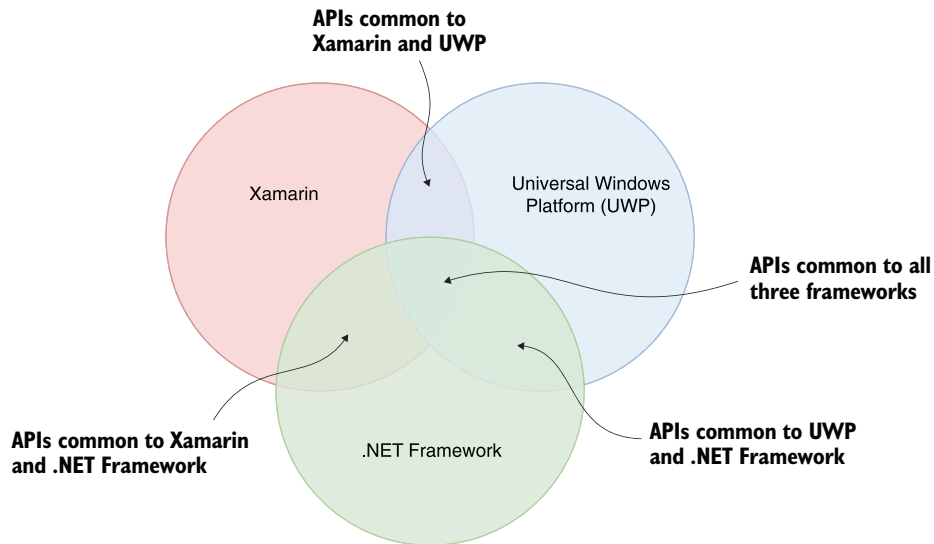 APIs common to
Xamarin and UWP
Xamarin
Universal Windows
Platform (UWP)
APIs common to all
three frameworks
APIs common to Xamarin
and .NET Framework
.NET Framework
APIs common to UWP
and .NET Framework